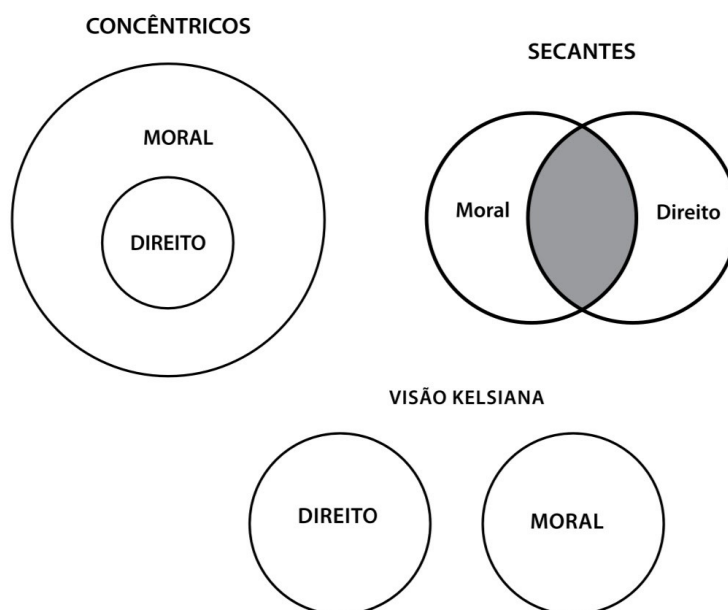 CONCÊNTRICOS
MORAL
DIREITO
SECANTES
Moral
Direito
VISÃO KELSIANA
DIREITO
MORAL